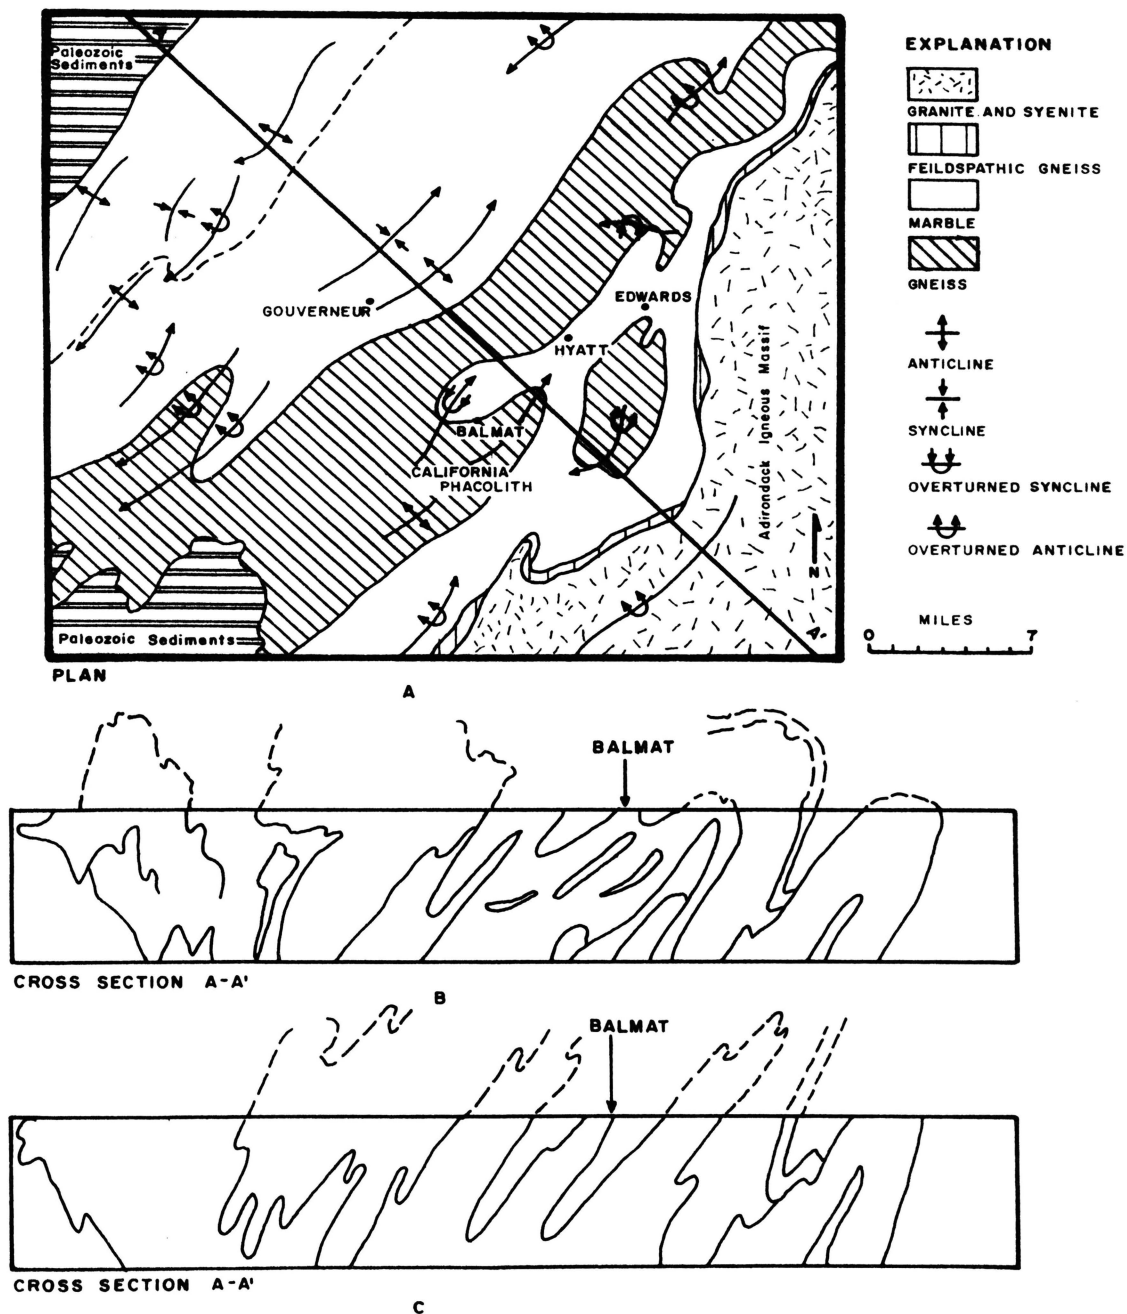 Paleozoic
Sediments
GOUVERNEUR
EDWARDS
HYATT
BALMAT
CALIFORNIA
PHACOLITH
Adirondack Igneous Massif
N
A'
Paleozoic Sediments
PLAN
A
EXPLANATION
GRANITE AND SYENITE
FEILDSPATHIC GNEISS
MARBLE
GNEISS
ANTICLINE
SYNCLINE
OVERTURNED SYNCLINE
OVERTURNED ANTICLINE
MILES
0 7
BALMAT
CROSS SECTION A-A'
B
BALMAT
CROSS SECTION A-A'
C